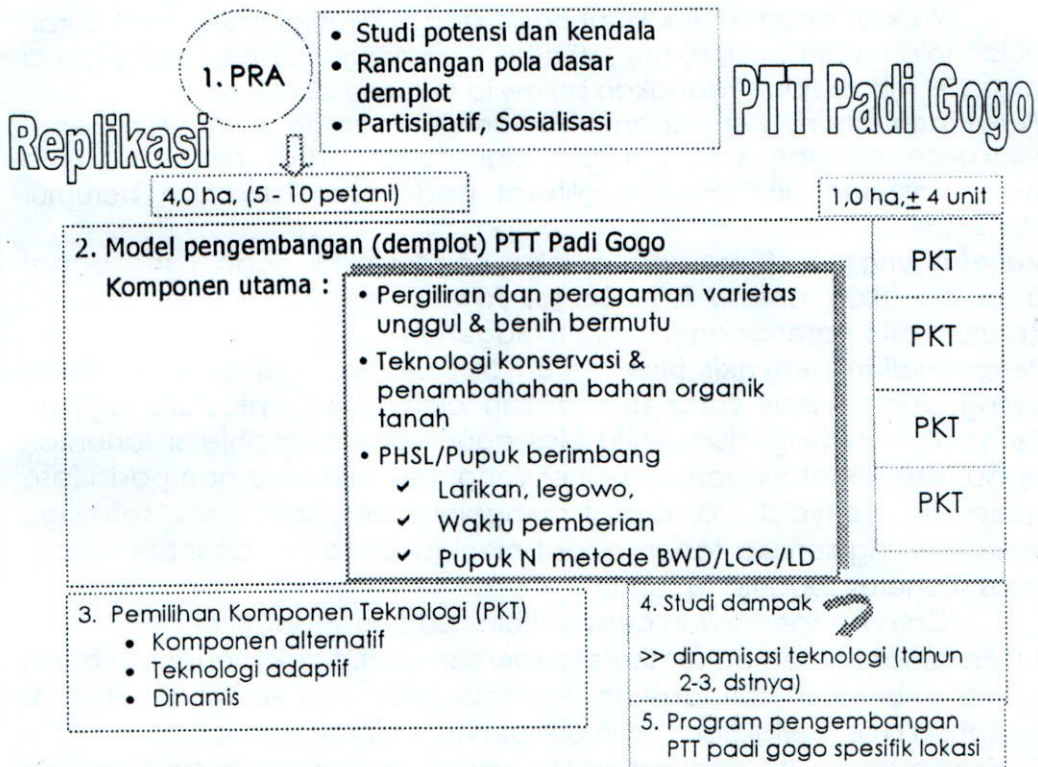 1. PRA
• Studi potensi dan kendala
• Rancangan pola dasar
demplot
• Partisipatif, Sosialisasi
Replikasi
PTT Padi Gogo
4,0 ha, (5 - 10 petani)
1,0 ha,± 4 unit
2. Model pengembangan (demplot) PTT Padi Gogo
Komponen utama :
• Pergiliran dan peragaman varietas
unggul & benih bermutu
• Teknologi konservasi &
penambahan bahan organik
tanah
• PHSL/Pupuk berimbang
✓ Larikan, legowo,
✓ Waktu pemberian
✓ Pupuk N metode BWD/LCC/LD
PKT
PKT
PKT
PKT
3. Pemilihan Komponen Teknologi (PKT)
• Komponen alternatif
• Teknologi adaptif
• Dinamis
4. Studi dampak
>> dinamisasi teknologi (tahun
2-3, dstnya)
5. Program pengembangan
PTT padi gogo spesifik lokasi